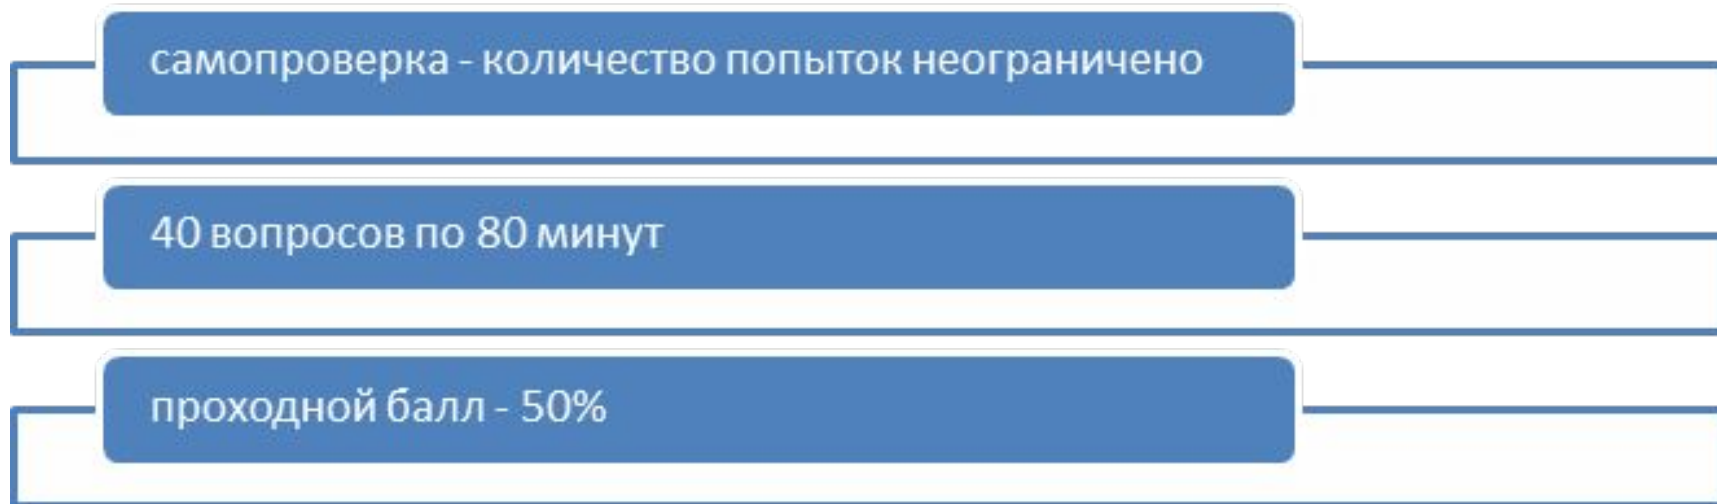 самопроверка - количество попыток неограничено
40 вопросов по 80 минут
проходной балл - 50%